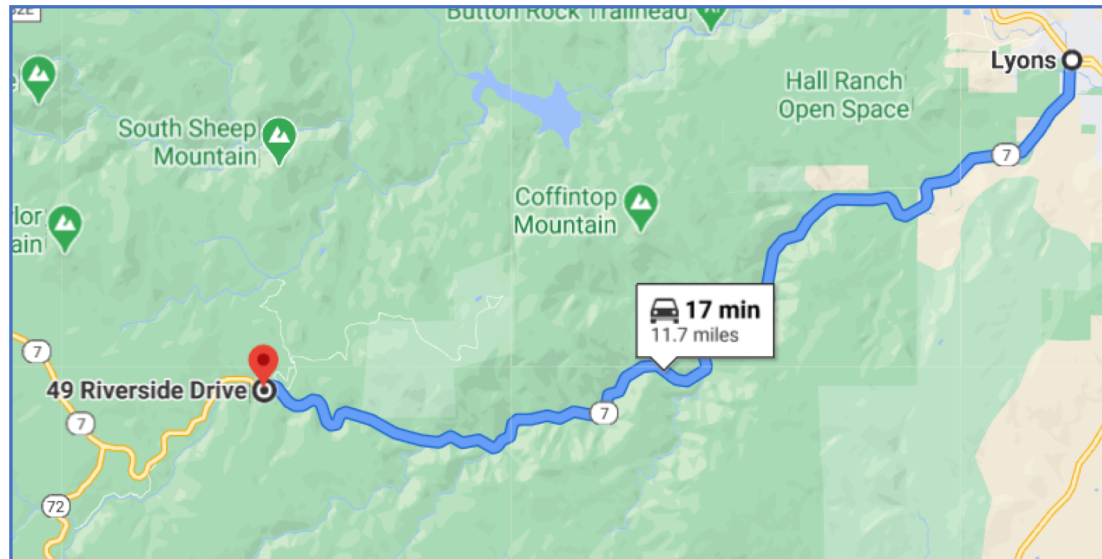 Button Rock Trailhead
Lyons
Hall Ranch
Open Space
South Sheep
Mountain
7
Coffintop
Mountain
17 min
11.7 miles
7
49 Riverside Drive
7
7
72